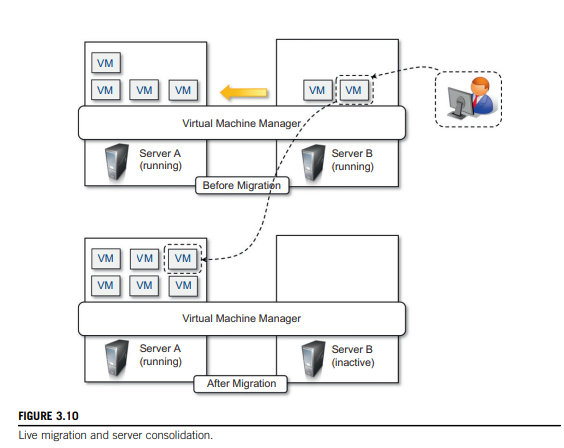 VM
VM VM VM VM VM
Virtual Machine Manager
Server A
(running)
Server B
(running)
Before Migration
VM VM VM
VM VM VM
Virtual Machine Manager
Server A
(running)
Server B
(inactive)
After Migration
FIGURE 3.10
Live migration and server consolidation.